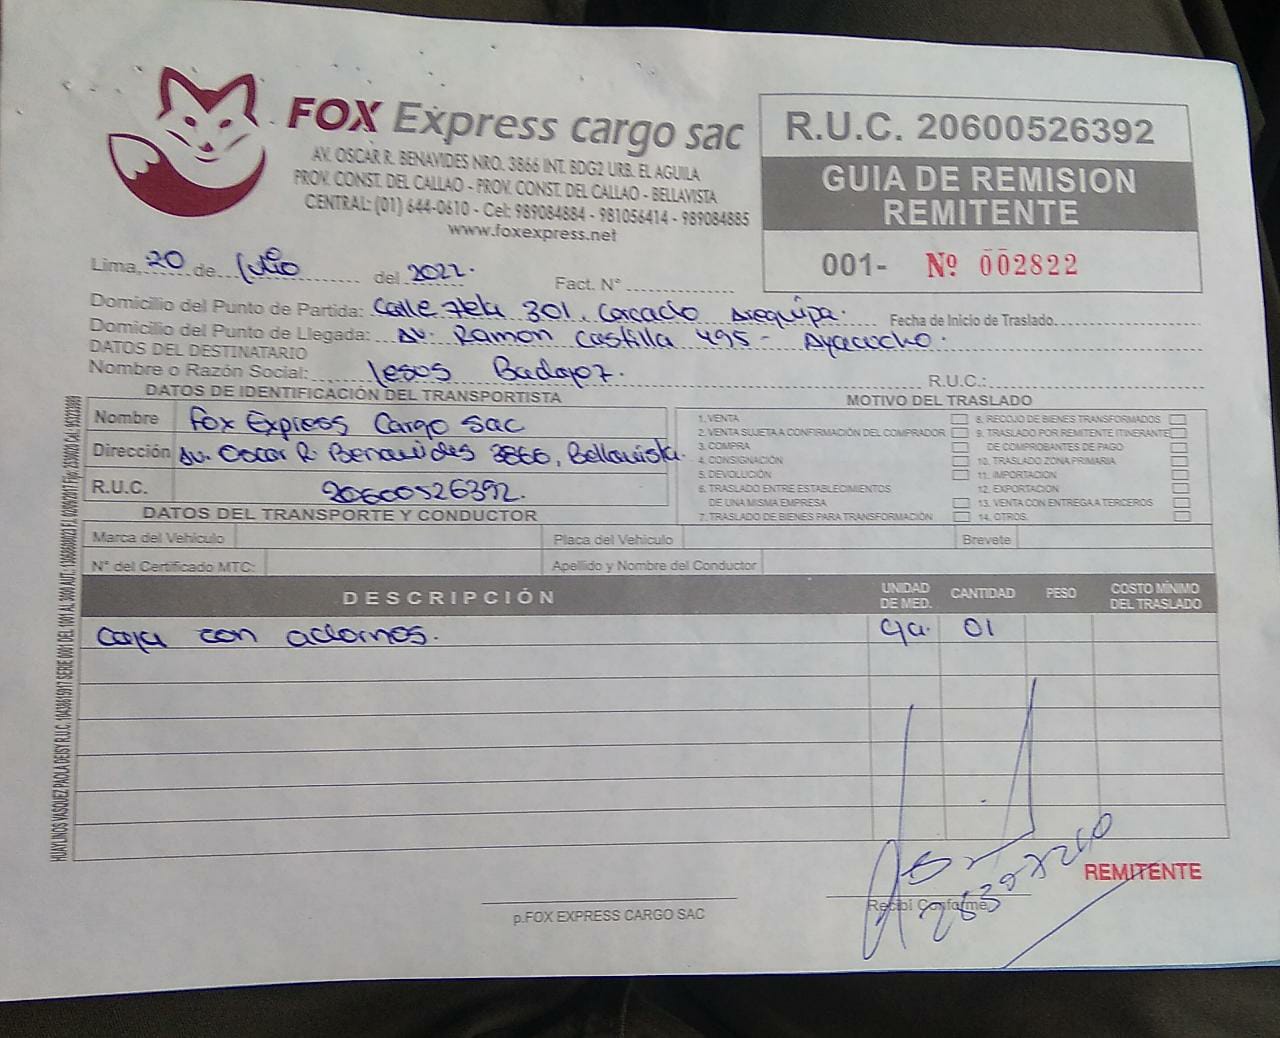 FOX Express cargo sac
AV. OSCAR R. BENAVIDES NRO. 3866 INT. BDG2 URB. EL AGUILA
PROV. CONST. DEL CALLAO - PROV. CONST. DEL CALLAO - BELLAVISTA
CENTRAL: (01) 644-0610 - Cel: 989084884 - 981056414 - 989084885
www.foxexpress.net
R.U.C. 20600526392
GUIA DE REMISION
REMITENTE
001- Nº 002822
Lima, 20 de Julio del 2022. Fact. N°
Domicilio del Punto de Partida: Calle 301. Cercado Arequipa. Fecha de Inicio de Traslado
Domicilio del Punto de Llegada: Av. Ramon Castilla 495 - Ayacucho.
DATOS DEL DESTINATARIO
Nombre o Razón Social: Jesos Badajoz. R.U.C.:
DATOS DE IDENTIFICACIÓN DEL TRANSPORTISTA
Nombre Fox Express Cargo Sac
Dirección Av. Oscar R. Benavides 3866, Bellavista.
R.U.C. 20600526392.
MOTIVO DEL TRASLADO
1. VENTA
2. VENTA SUJETA A CONFIRMACIÓN DEL COMPRADOR
3. COMPRA
4. CONSIGNACIÓN
5. DEVOLUCIÓN
6. TRASLADO ENTRE ESTABLECIMIENTOS
DE UNA MISMA EMPRESA
7. TRASLADO DE BIENES PARA TRANSFORMACIÓN
8. RECOJO DE BIENES TRANSFORMADOS
9. TRASLADO POR REMITENTE ITINERANTE
DE COMPROBANTES DE PAGO
10. TRASLADO ZONA PRIMARIA
11. IMPORTACION
12. EXPORTACION
13. VENTA CON ENTREGA A TERCEROS
14. OTROS
DATOS DEL TRANSPORTE Y CONDUCTOR
Marca del Vehículo Placa del Vehículo Brevete
N° del Certificado MTC: Apellido y Nombre del Conductor
DESCRIPCIÓN UNIDAD DE MED. CANTIDAD PESO COSTO MÍNIMO DEL TRASLADO
caja con adornos. 01
p.FOX EXPRESS CARGO SAC
Recibi Conforme
REMITENTE